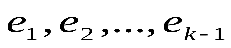 e₁, e₂, ..., eₖ₋₁